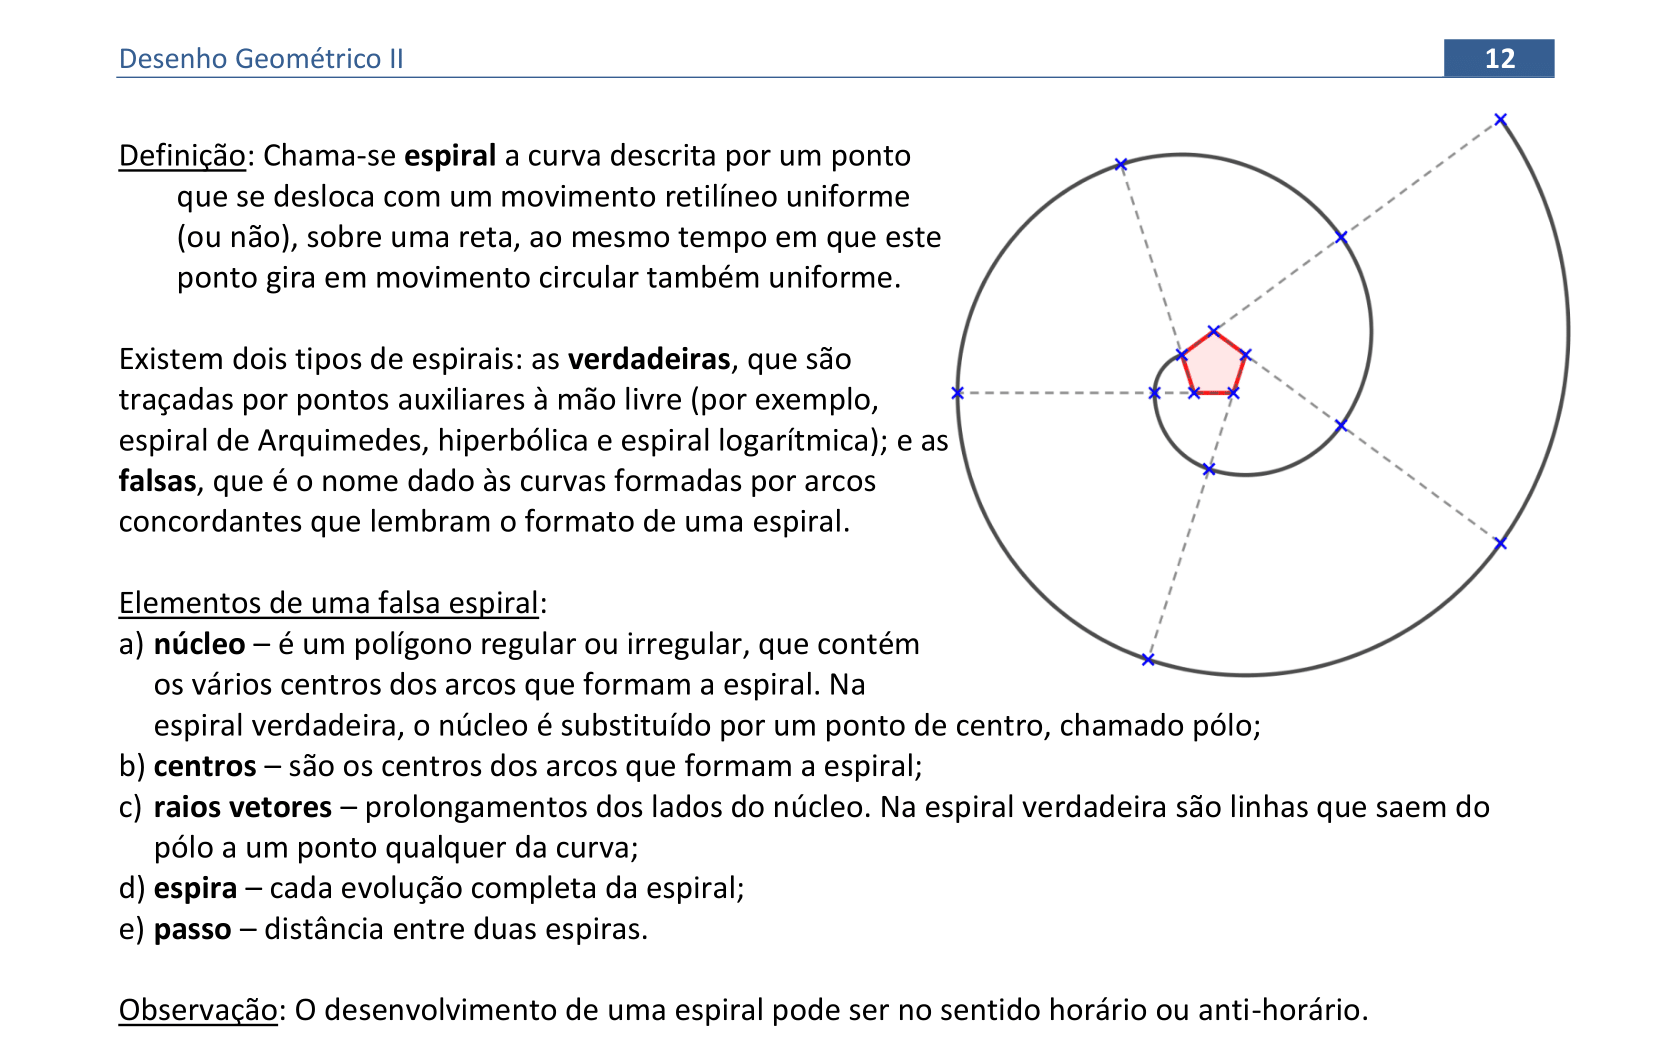 Desenho Geométrico II
12
Definição: Chama-se espiral a curva descrita por um ponto
que se desloca com um movimento retilíneo uniforme
(ou não), sobre uma reta, ao mesmo tempo em que este
ponto gira em movimento circular também uniforme.
Existem dois tipos de espirais: as verdadeiras, que são
traçadas por pontos auxiliares à mão livre (por exemplo,
espiral de Arquimedes, hiperbólica e espiral logarítmica); e as
falsas, que é o nome dado às curvas formadas por arcos
concordantes que lembram o formato de uma espiral.
Elementos de uma falsa espiral:
a) núcleo – é um polígono regular ou irregular, que contém
os vários centros dos arcos que formam a espiral. Na
espiral verdadeira, o núcleo é substituído por um ponto de centro, chamado pólo;
b) centros – são os centros dos arcos que formam a espiral;
c) raios vetores – prolongamentos dos lados do núcleo. Na espiral verdadeira são linhas que saem do
pólo a um ponto qualquer da curva;
d) espira – cada evolução completa da espiral;
e) passo – distância entre duas espiras.
Observação: O desenvolvimento de uma espiral pode ser no sentido horário ou anti-horário.